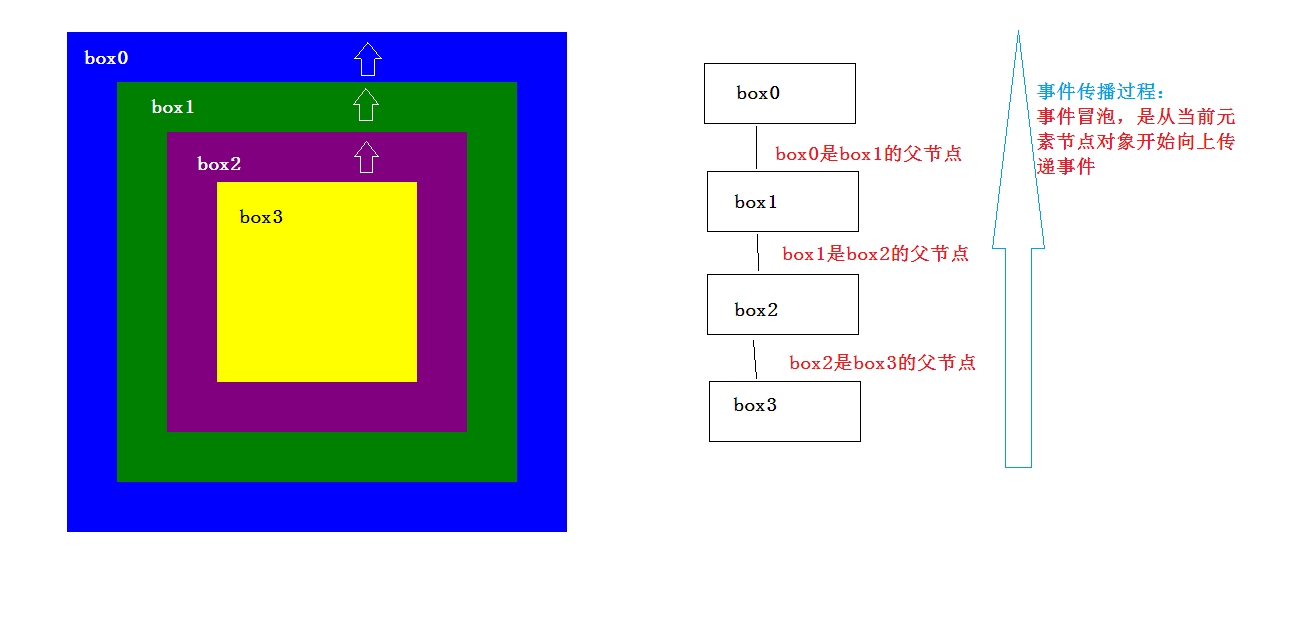 box0
box1
box2
box3
box0
box0是box1的父节点
box1
box1是box2的父节点
box2
box2是box3的父节点
box3
事件传播过程：
事件冒泡，是从当前元
素节点对象开始向上传
递事件